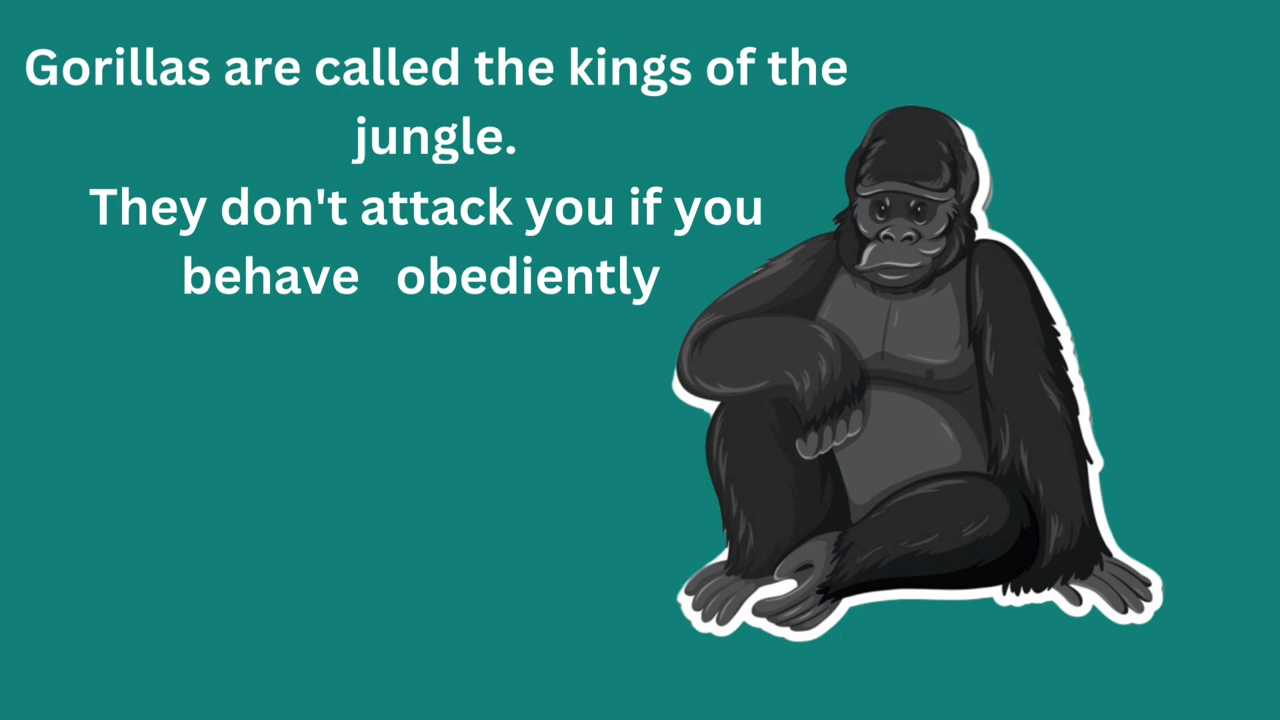 Gorillas are called the kings of the
jungle.
They don't attack you if you
behave   obediently